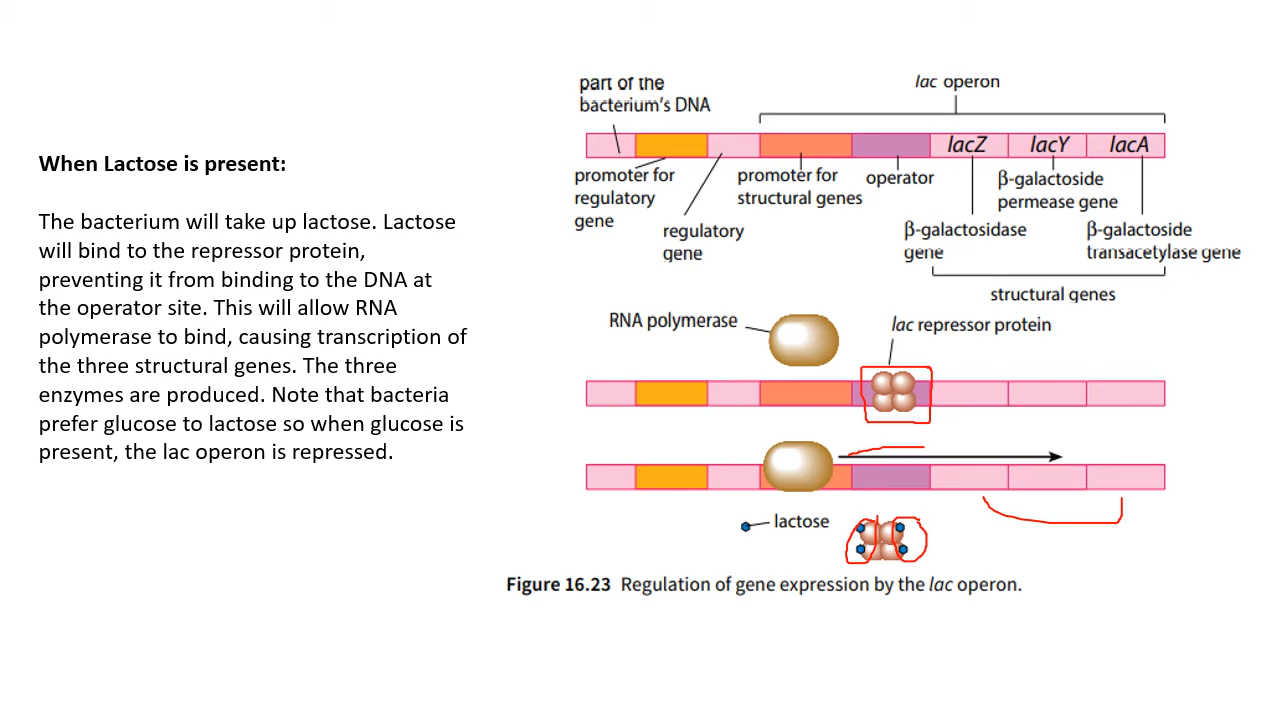 When Lactose is present:
The bacterium will take up lactose. Lactose
will bind to the repressor protein,
preventing it from binding to the DNA at
the operator site. This will allow RNA
polymerase to bind, causing transcription of
the three structural genes. The three
enzymes are produced. Note that bacteria
prefer glucose to lactose so when glucose is
present, the lac operon is repressed.
part of the
bacterium's DNA
lac operon
lacZ
lacY
lacA
promoter for
regulatory
gene
regulatory
gene
promoter for
structural genes
operator
β-galactosidase
gene
β-galactoside
permease gene
β-galactoside
transacetylase gene
structural genes
RNA polymerase
lac repressor protein
lactose
Figure 16.23 Regulation of gene expression by the lac operon.